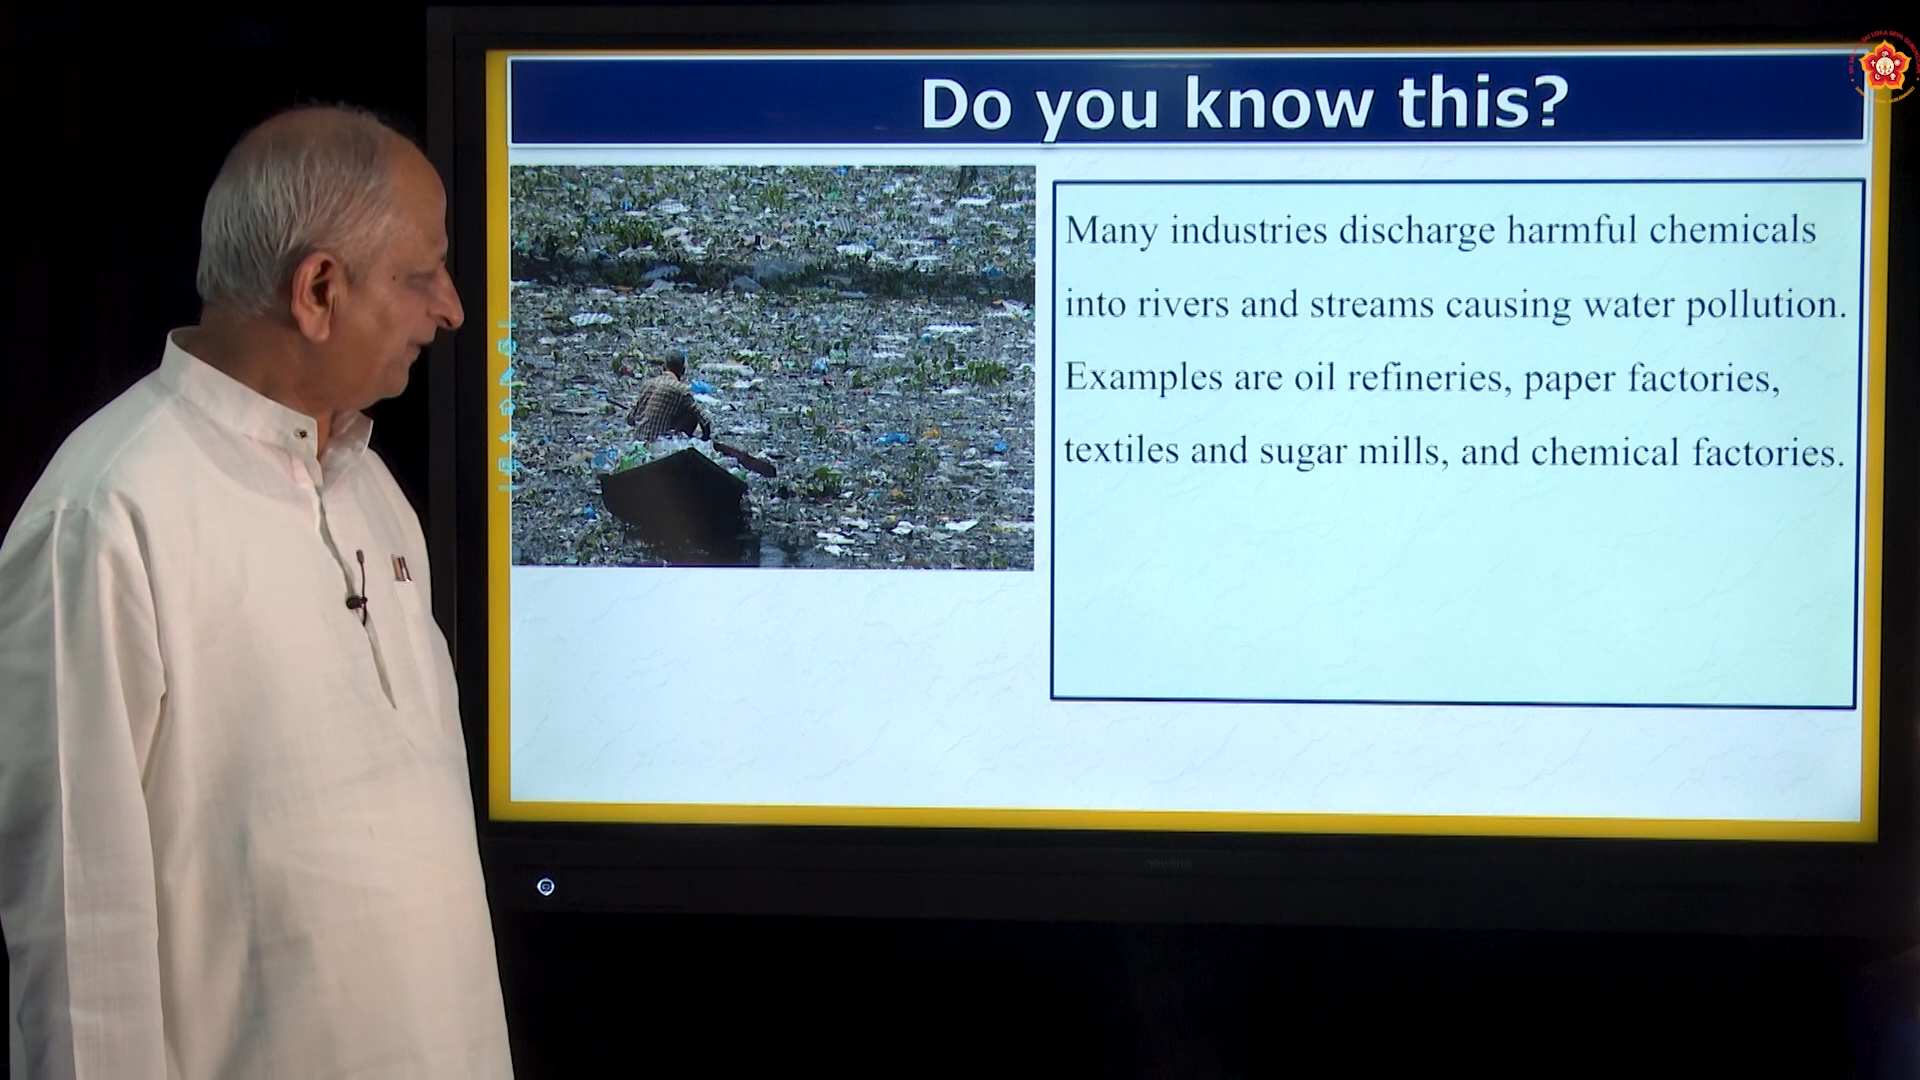 Do you know this?
Many industries discharge harmful chemicals
into rivers and streams causing water pollution.
Examples are oil refineries, paper factories,
textiles and sugar mills, and chemical factories.
newline